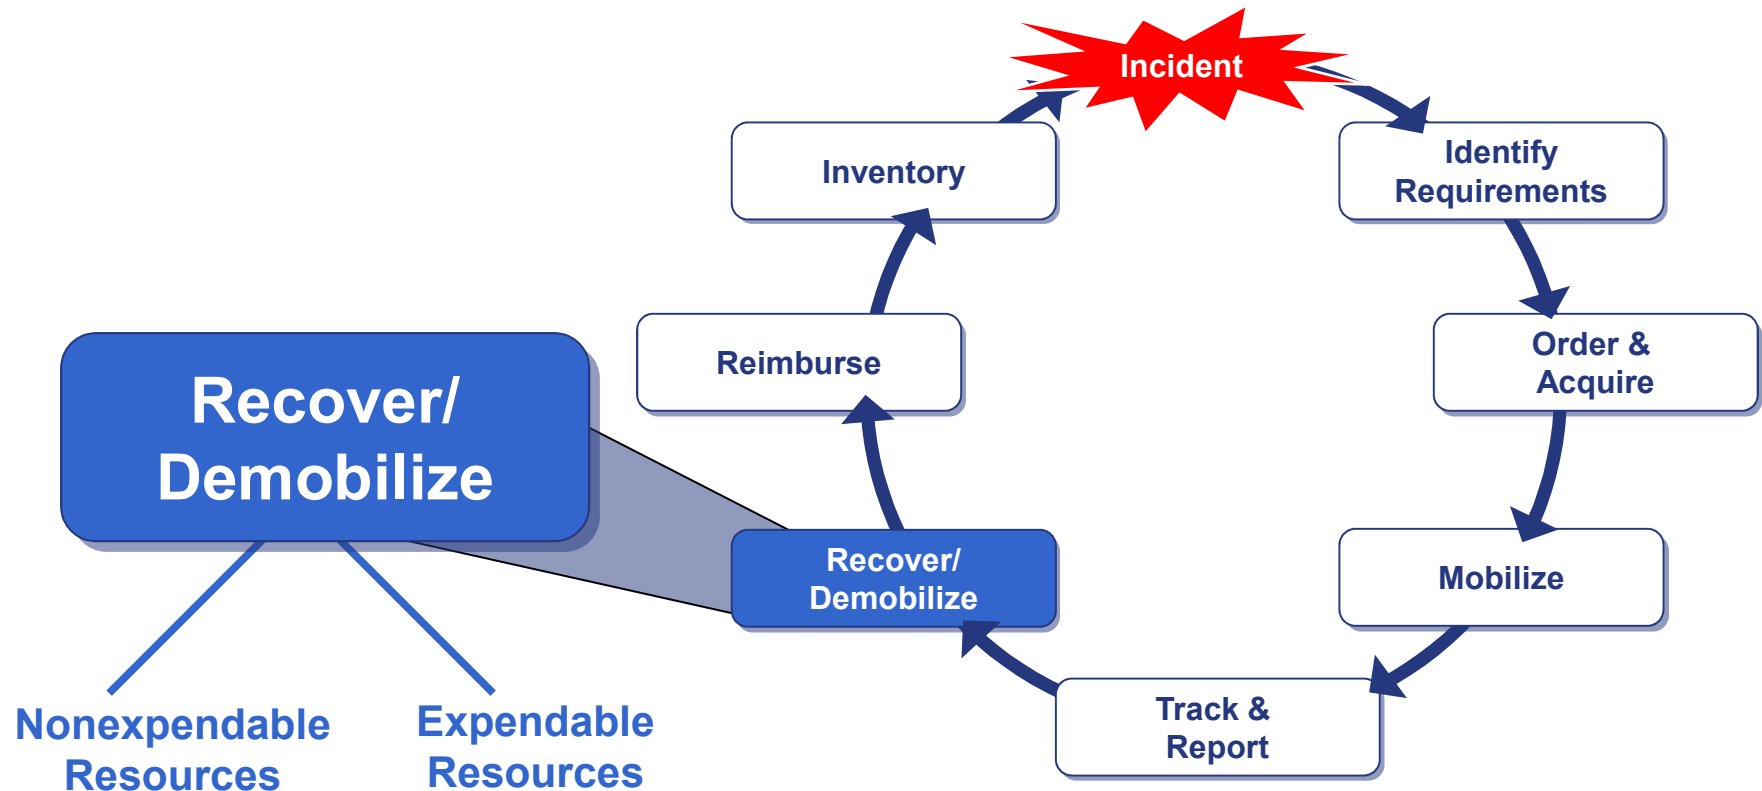 Incident
Identify
Requirements
Order &
Acquire
Mobilize
Track &
Report
Recover/
Demobilize
Reimburse
Inventory
Recover/
Demobilize
Nonexpendable
Resources
Expendable
Resources